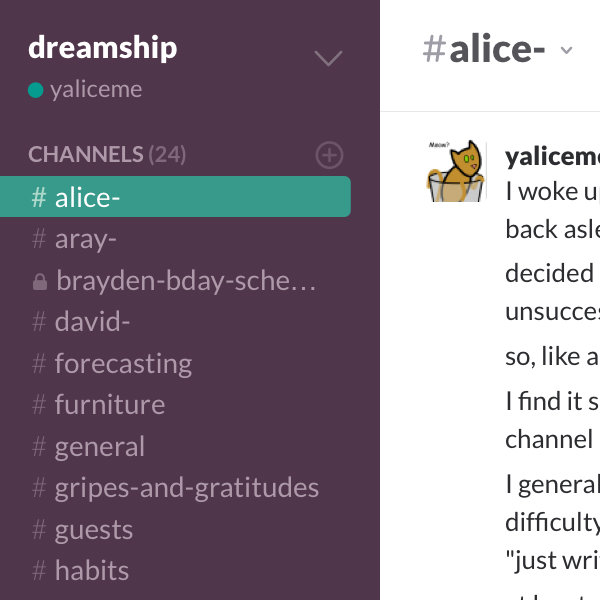 dreamship
yaliceme
CHANNELS (24)
# alice-
# aray-
brayden-bday-sche...
# david-
# forecasting
# furniture
# general
# gripes-and-gratitudes
# guests
# habits
#alice-
Meow?
yaliceme
I woke u
back asle
decided
unsucces
so, like a
I find it s
channel
I general
difficulty
"just wri